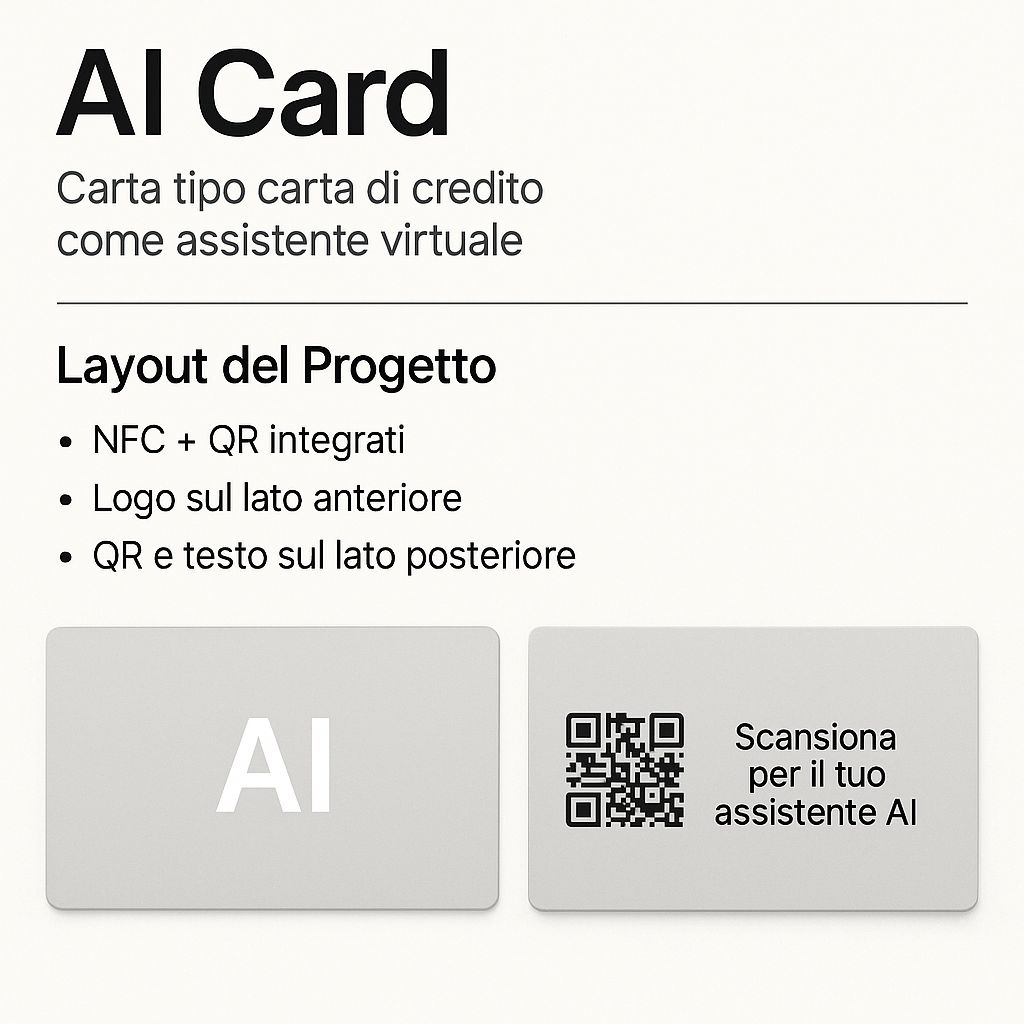 AI Card
Carta tipo carta di credito
come assistente virtuale
Layout del Progetto
• NFC + QR integrati
• Logo sul lato anteriore
• QR e testo sul lato posteriore
AI
Scansiona
per il tuo
assistente AI